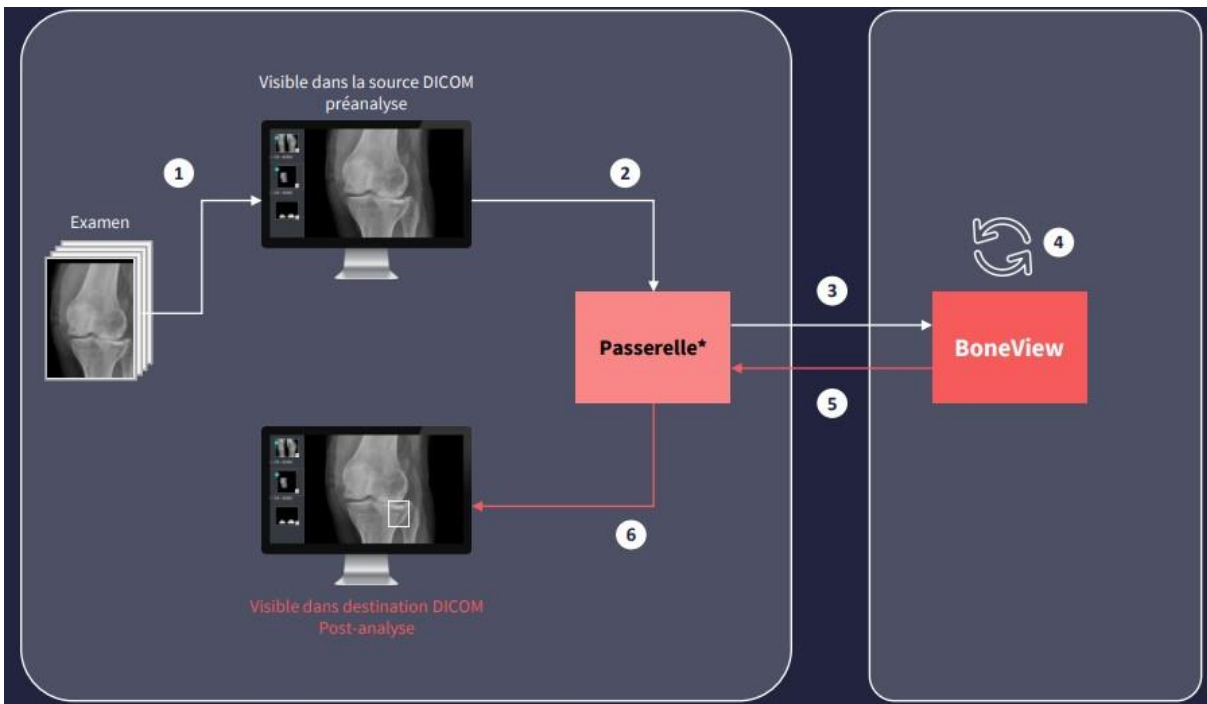 Visible dans la source DICOM
préanalyse
1
2
Examen
4
3
Passerelle*
BoneView
5
6
Visible dans destination DICOM
Post-analyse